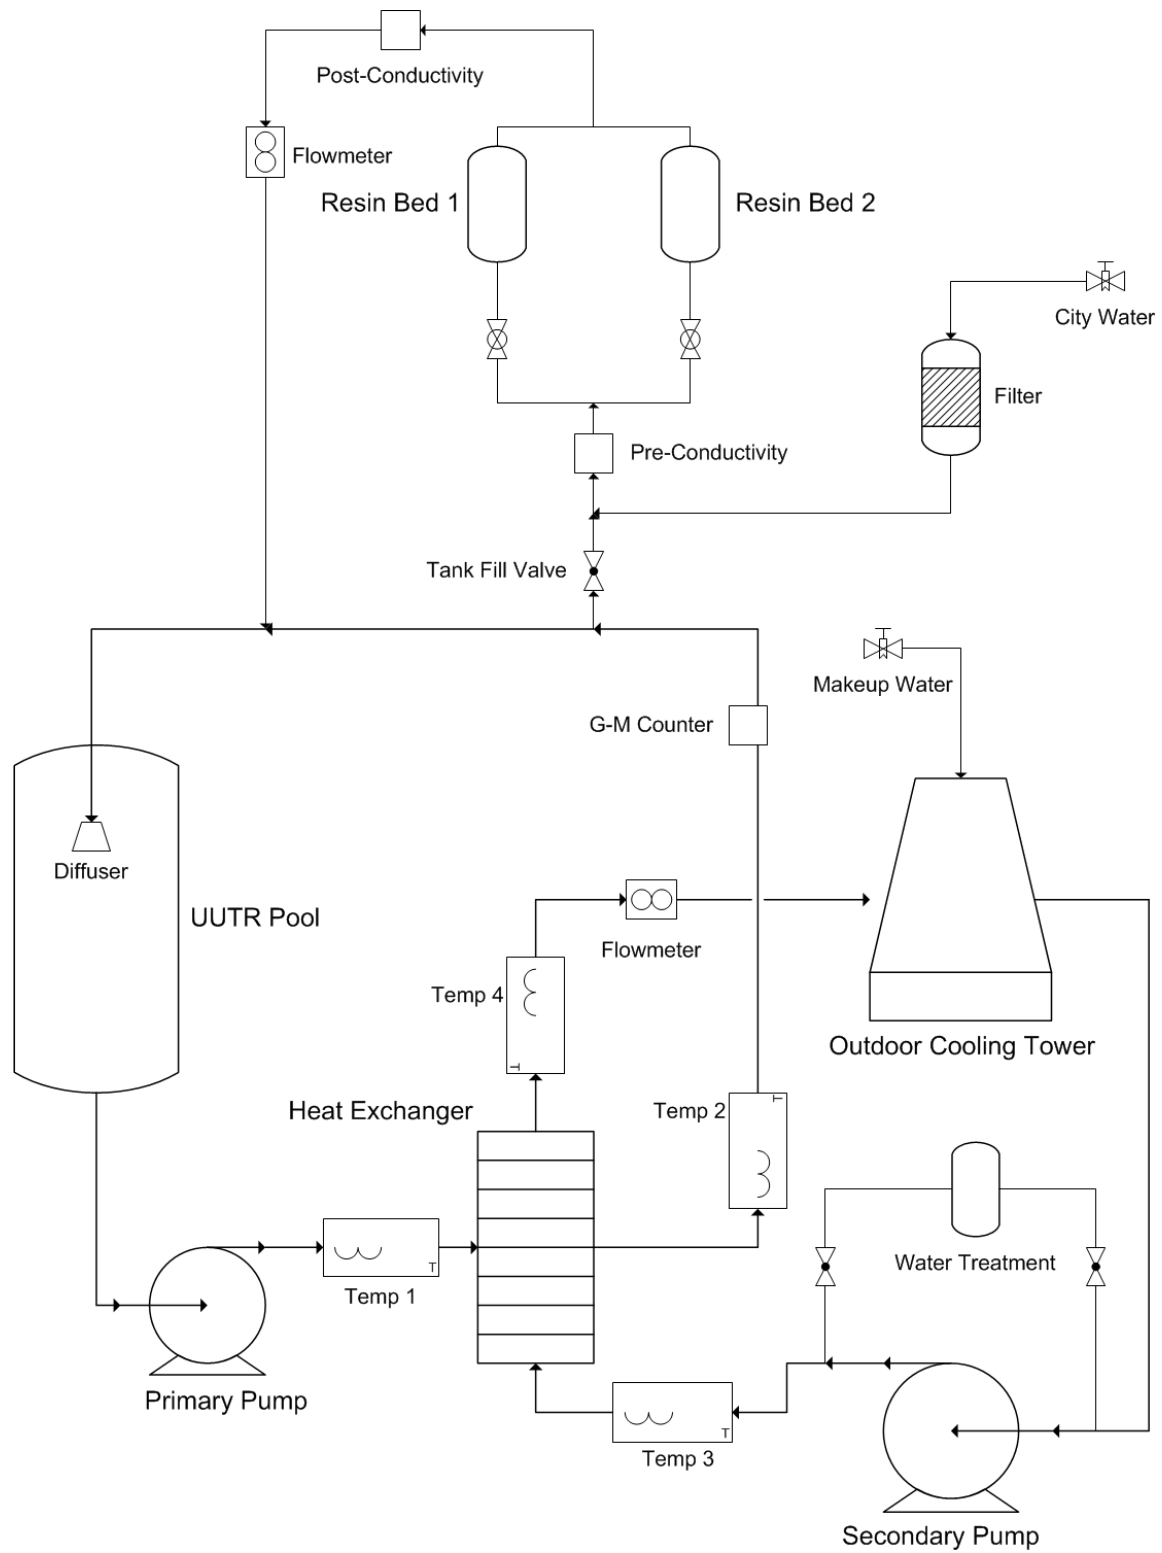 Post-Conductivity
Flowmeter
Resin Bed 1
Resin Bed 2
City Water
Filter
Pre-Conductivity
Tank Fill Valve
Makeup Water
G-M Counter
Diffuser
UUTR Pool
Flowmeter
Temp 4
T
Outdoor Cooling Tower
Heat Exchanger
Temp 2
T
Water Treatment
T
Temp 1
Primary Pump
T
Temp 3
Secondary Pump